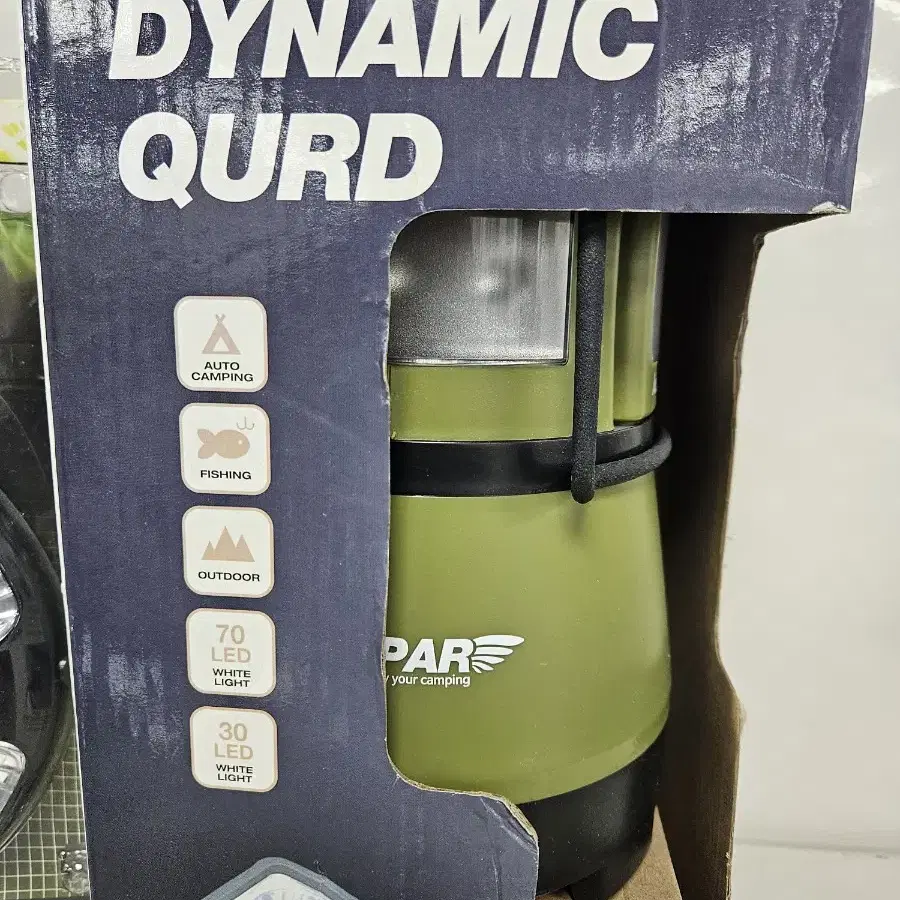 DYNAMIC
QURD
AUTO
CAMPING
FISHING
OUTDOOR
70
LED
WHITE
LIGHT
30
LED
WHITE
LIGHT
PAR
your camping